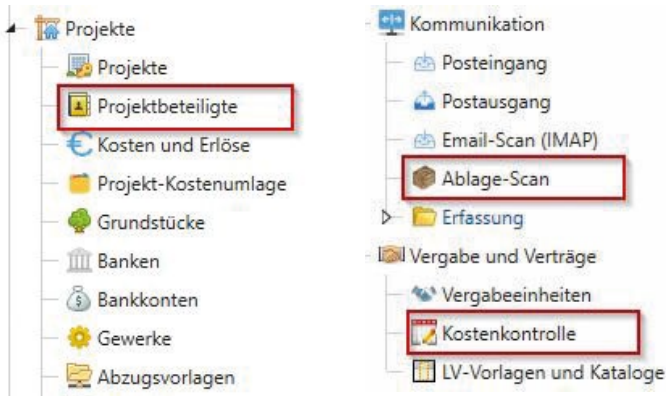 Projekte
Projekte
Projektbeteiligte
Kosten und Erlöse
Projekt-Kostenumlage
Grundstücke
Banken
Bankkonten
Gewerke
Abzugsvorlagen
Kommunikation
Posteingang
Postausgang
Email-Scan (IMAP)
Ablage-Scan
Erfassung
Vergabe und Verträge
Vergabeeinheiten
Kostenkontrolle
LV-Vorlagen und Kataloge